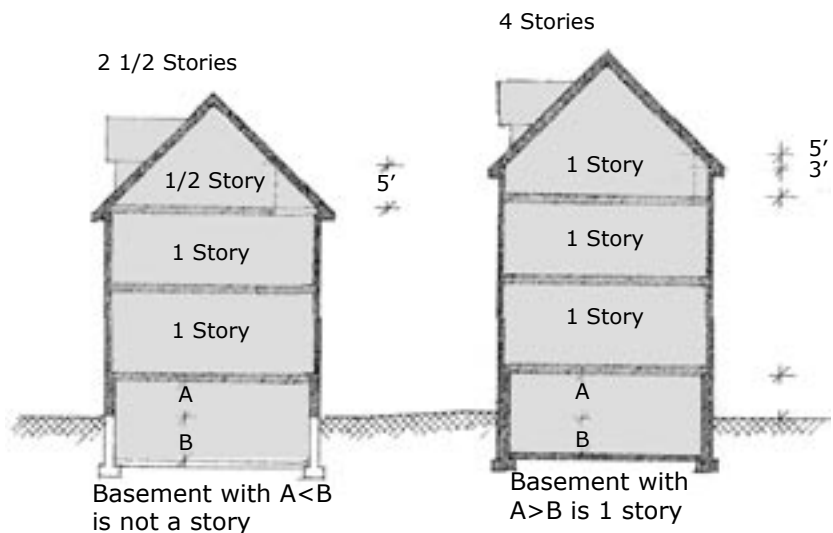 4 Stories
2 1/2 Stories
1/2 Story
5'
1 Story
1 Story
A
B
Basement with A<B
is not a story
1 Story
5'
3'
1 Story
1 Story
A
B
Basement with
A>B is 1 story